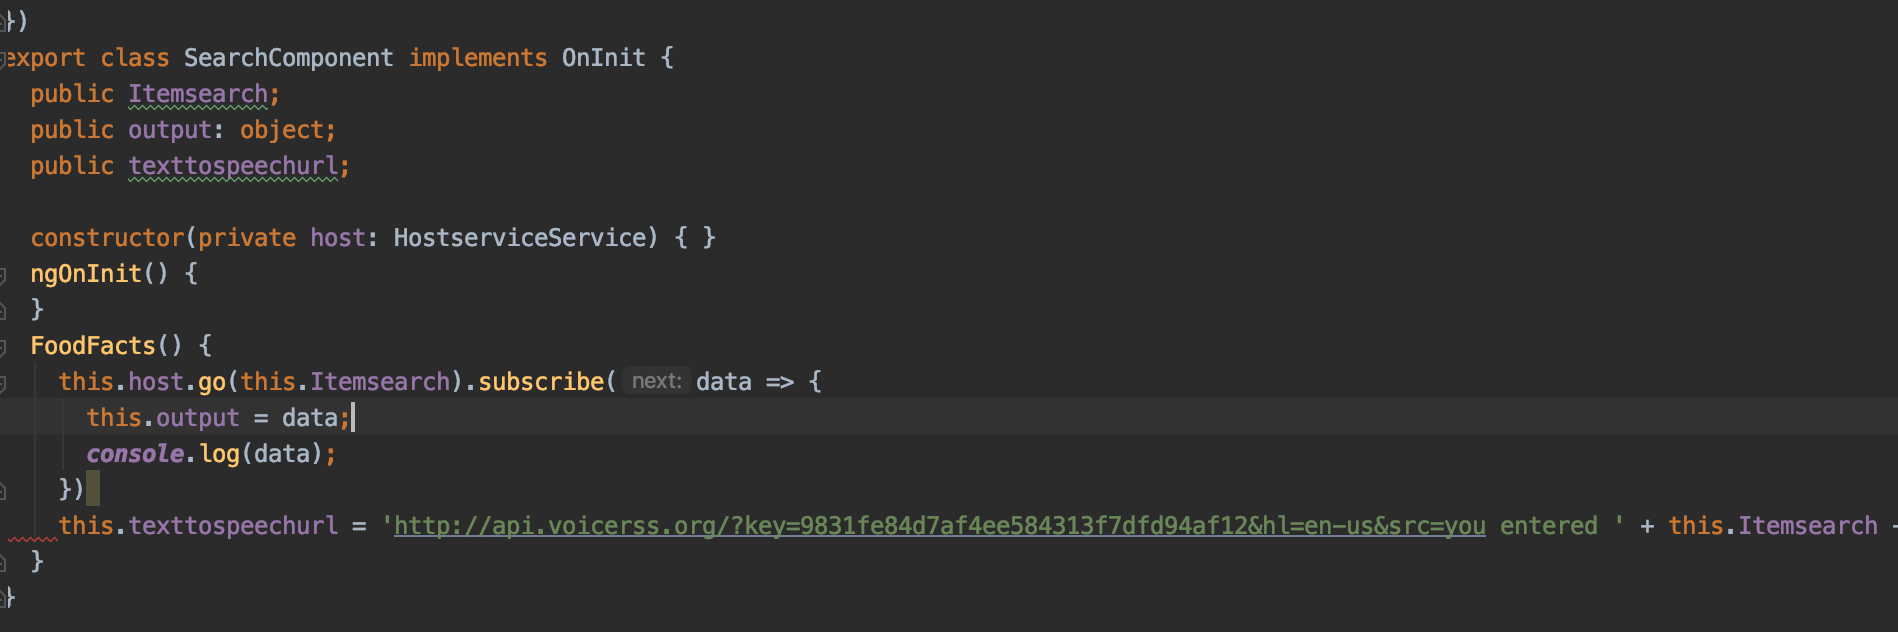 })
export class SearchComponent implements OnInit {
public Itemsearch;
public output: object;
public texttospeechurl;
constructor(private host: HostserviceService) { }
ngOnInit() {
}
FoodFacts() {
this.host.go(this.Itemsearch).subscribe( next: data => {
this.output = data;
console.log(data);
})
this.texttospeechurl = 'http://api.voicerss.org/?key=9831fe84d7af4ee584313f7dfd94af12&hl=en-us&src=you entered ' + this.Itemsearch
}
}